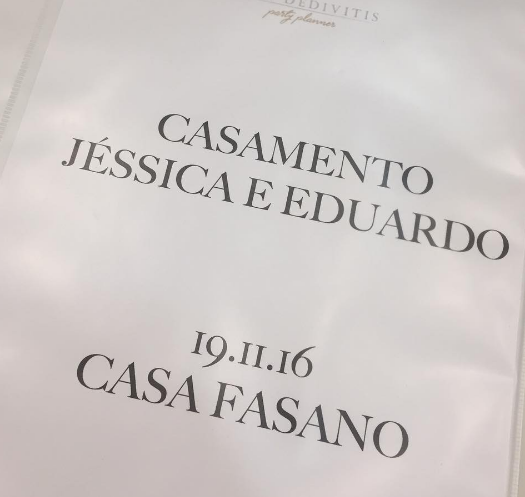 party planner
CASAMENTO
JÉSSICA E EDUARDO
19.11.16
CASA FASANO